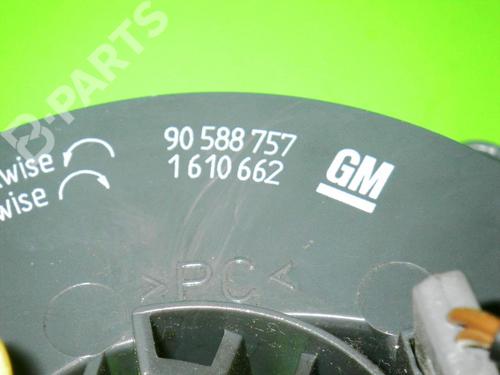 B-PARTS
90 588 757
1 610 662
GM
wise
wise
>PC<